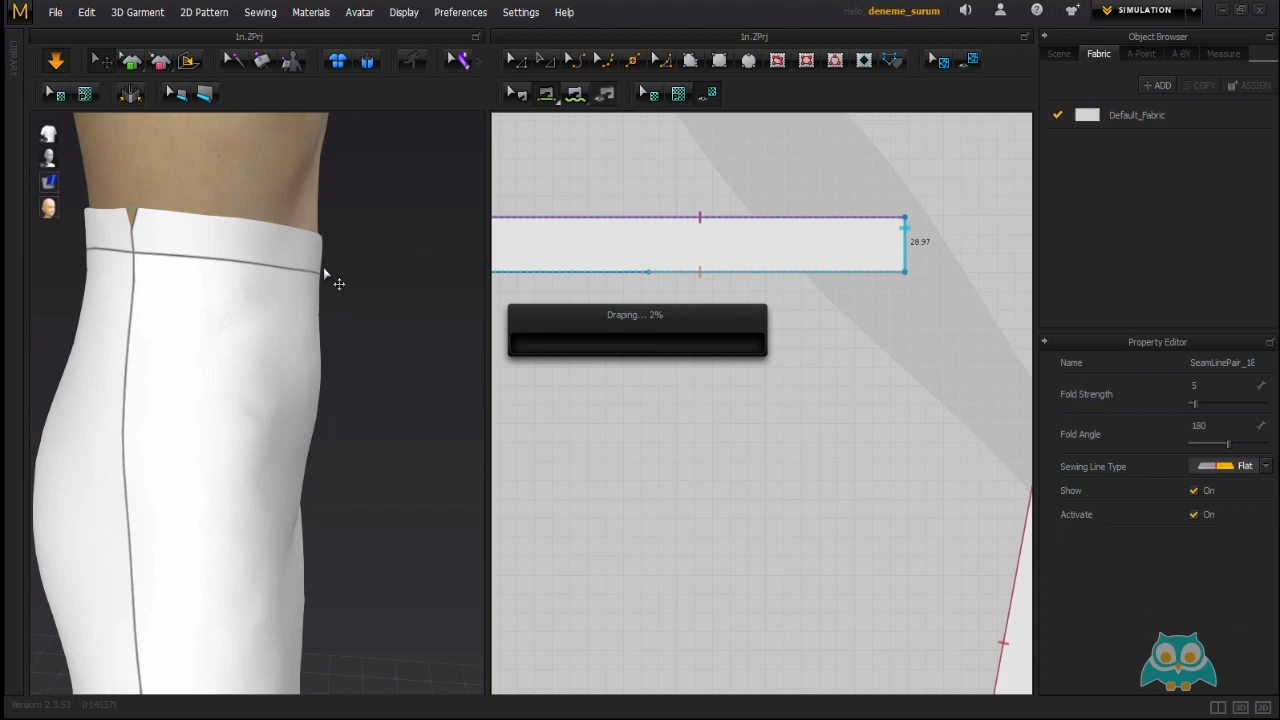 M File Edit 3D Garment 2D Pattern Sewing Materials Avatar Display Preferences Settings Help Hello, deneme_surum SIMULATION
1n.ZPrj 1n.ZPrj Object Browser
LIBRARY
Scene Fabric A-Point A-BV Measure
+ ADD COPY ASSIGN
Default_Fabric
28.97
Draping... 2%
Property Editor
Name SeamLinePair_18
Fold Strength 5
Fold Angle 180
Sewing Line Type Flat
Show On
Activate On
Version: 2.3.53 (r14537)
3D 2D